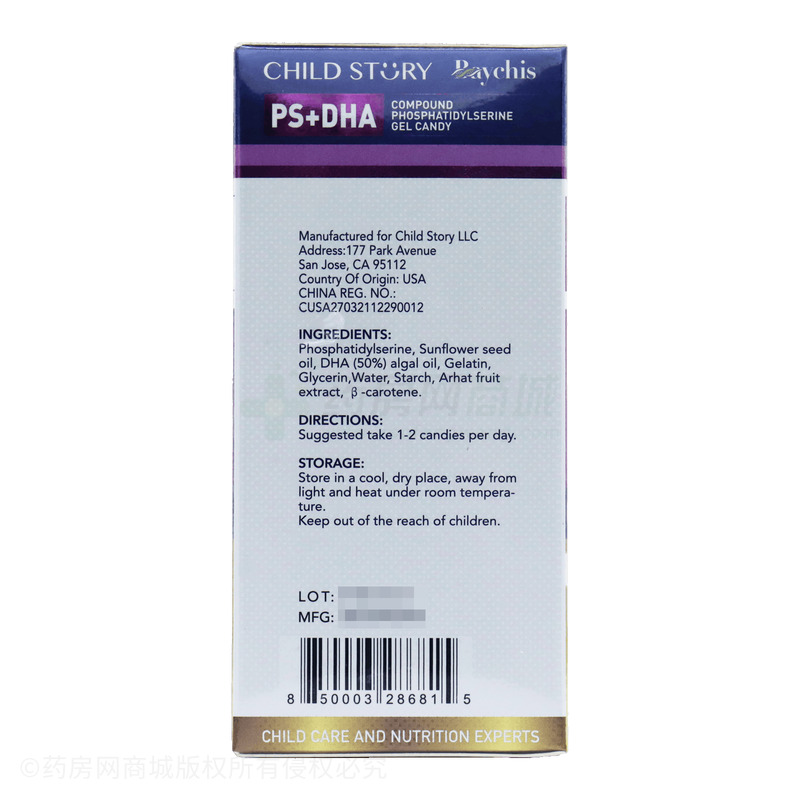 CHILD STORY Baychis
PS+DHA
COMPOUND
PHOSPHATIDYLSERINE
GEL CANDY
Manufactured for Child Story LLC
Address:177 Park Avenue
San Jose, CA 95112
Country Of Origin: USA
CHINA REG. NO.:
CUSA27032112290012
INGREDIENTS:
Phosphatidylserine, Sunflower seed
oil, DHA (50%) algal oil, Gelatin,
Glycerin,Water, Starch, Arhat fruit
extract, β -carotene.
药房网商城
DIRECTIONS:
Suggested take 1-2 candies per day.
STORAGE:
Store in a cool, dry place, away from
light and heat under room tempera-
ture.
Keep out of the reach of children.
LOT:
MFG:
8 50003 28681 5
CHILD CARE AND NUTRITION EXPERTS
©药房网商城版权所有侵权必究